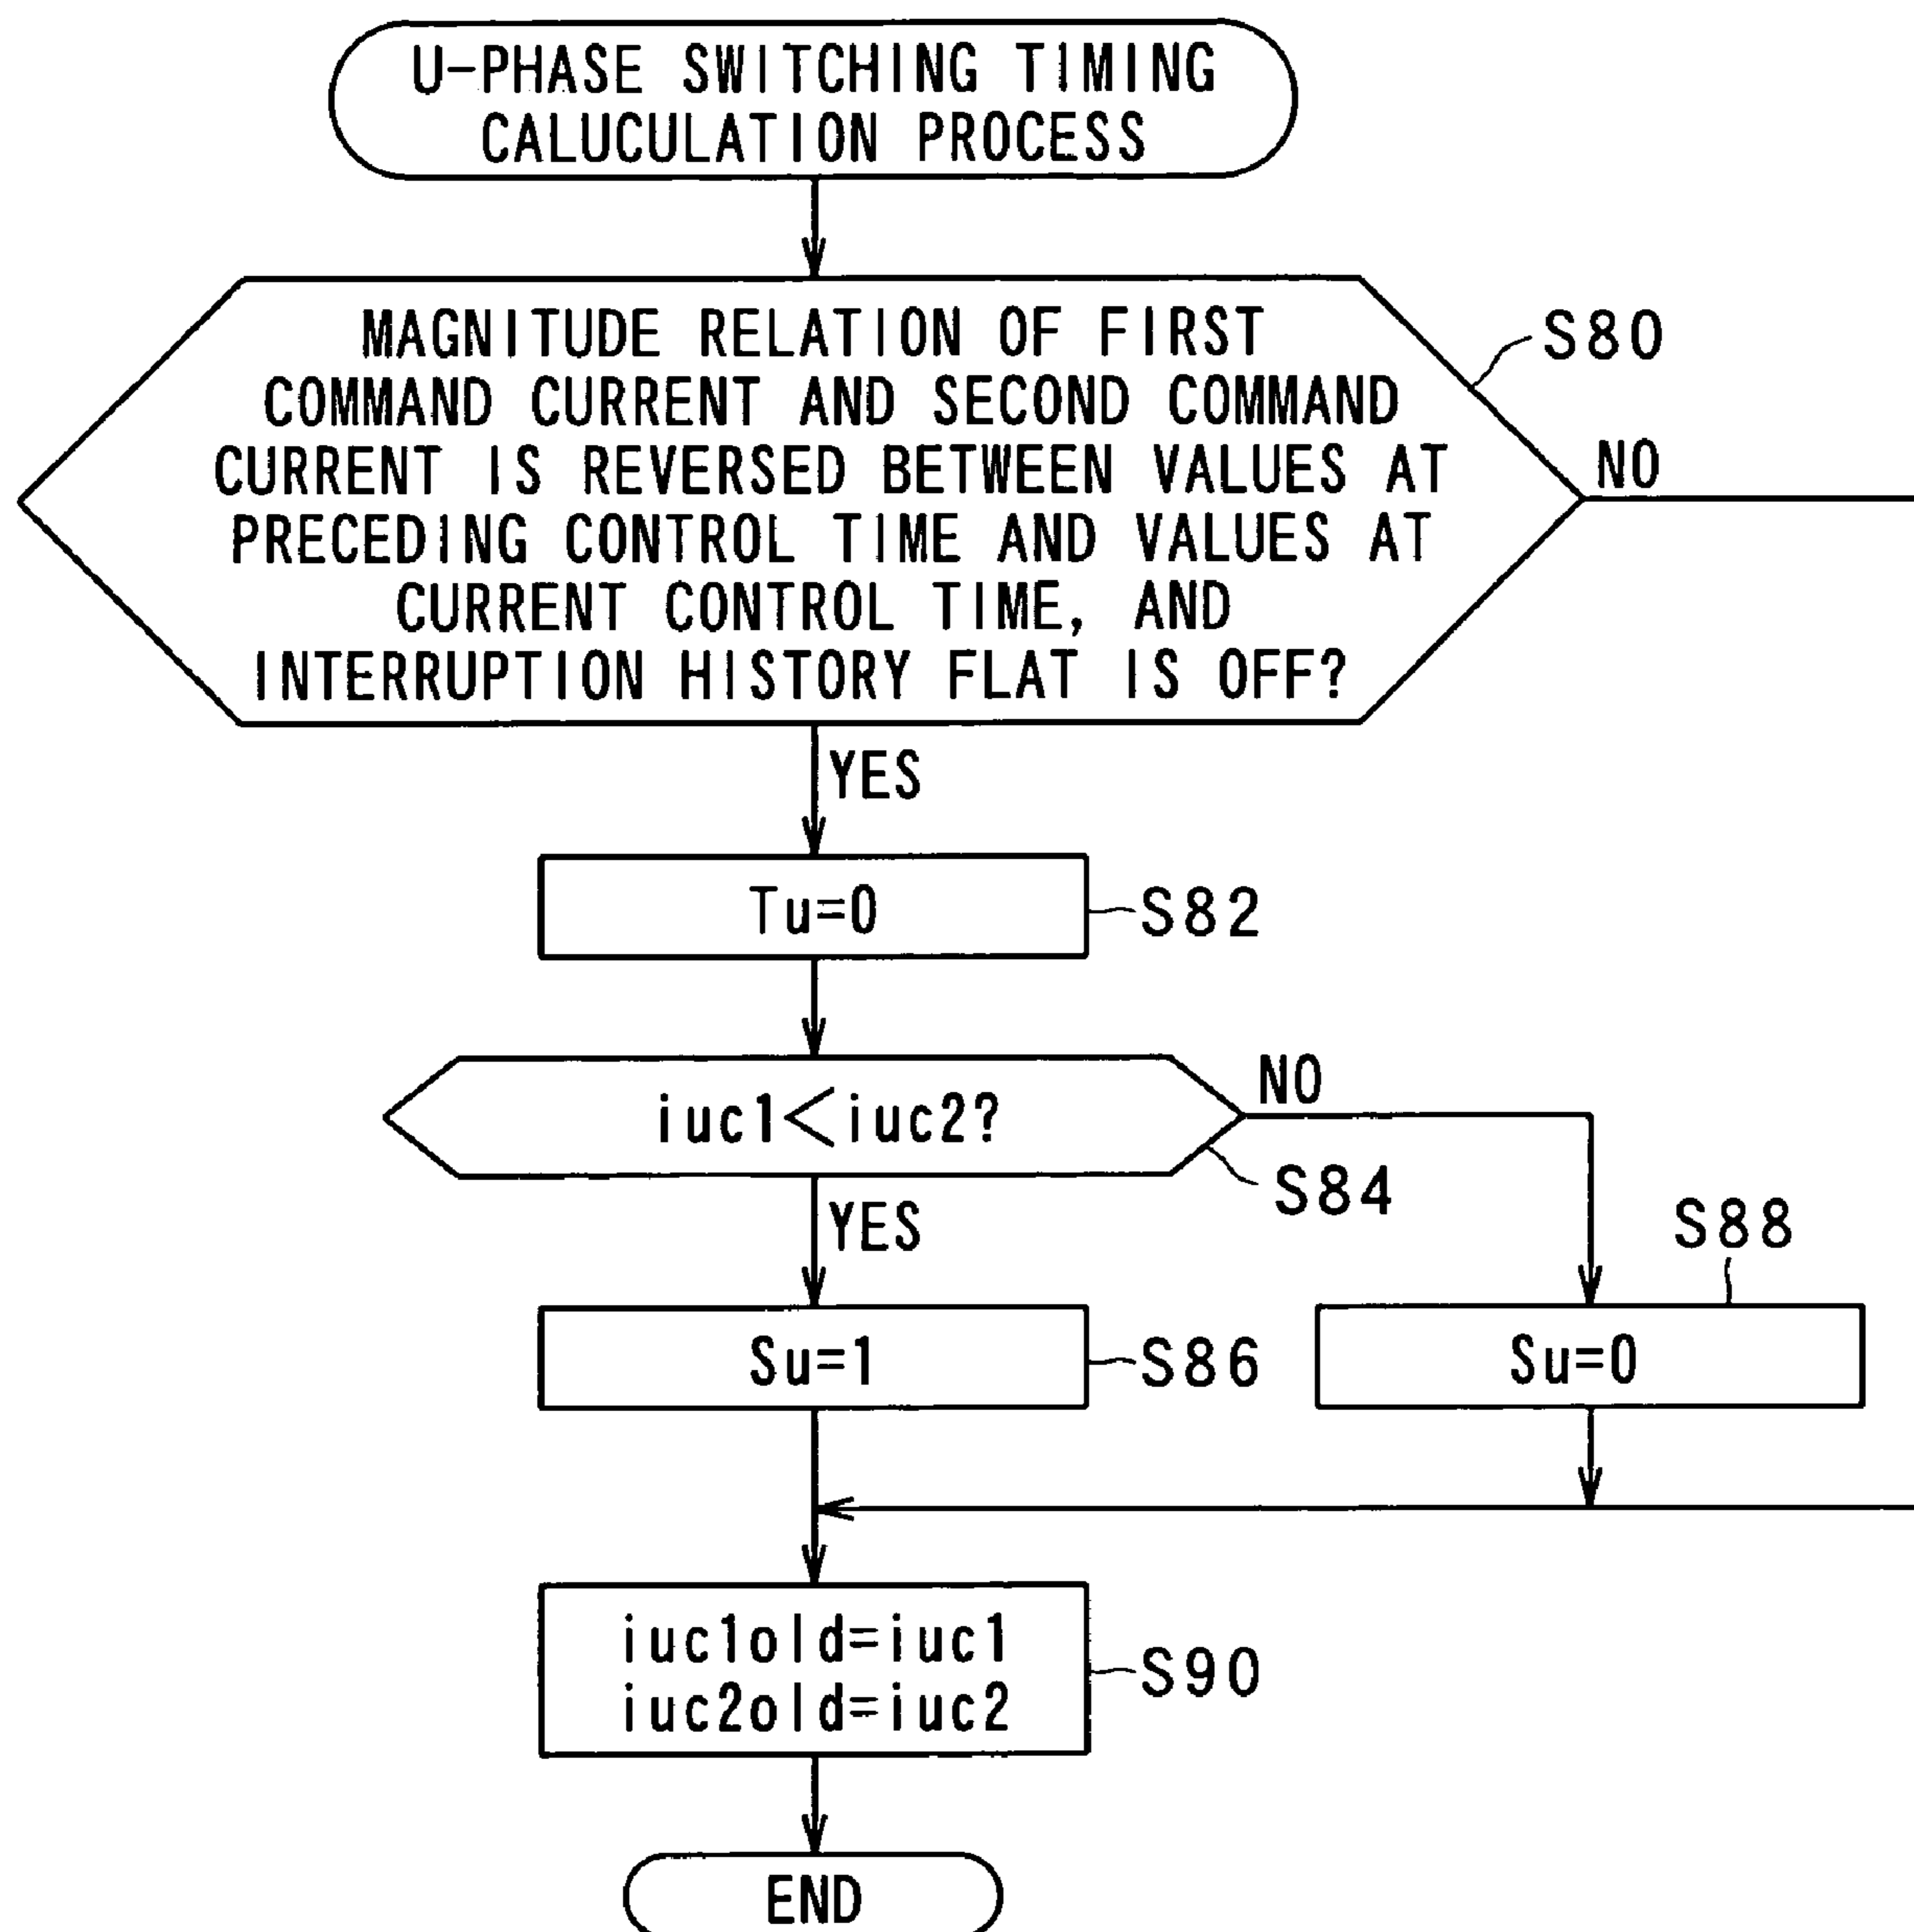 U-PHASE SWITCHING TIMING
CALUCULATION PROCESS
MAGNITUDE RELATION OF FIRST
COMMAND CURRENT AND SECOND COMMAND
CURRENT IS REVERSED BETWEEN VALUES AT
PRECEDING CONTROL TIME AND VALUES AT
CURRENT CONTROL TIME, AND
INTERRUPTION HISTORY FLAT IS OFF?
S80
NO
YES
Tu=0
S82
iuc1<iuc2?
NO
S84
YES
S88
Su=1
S86
Su=0
iuc1old=iuc1
iuc2old=iuc2
S90
END